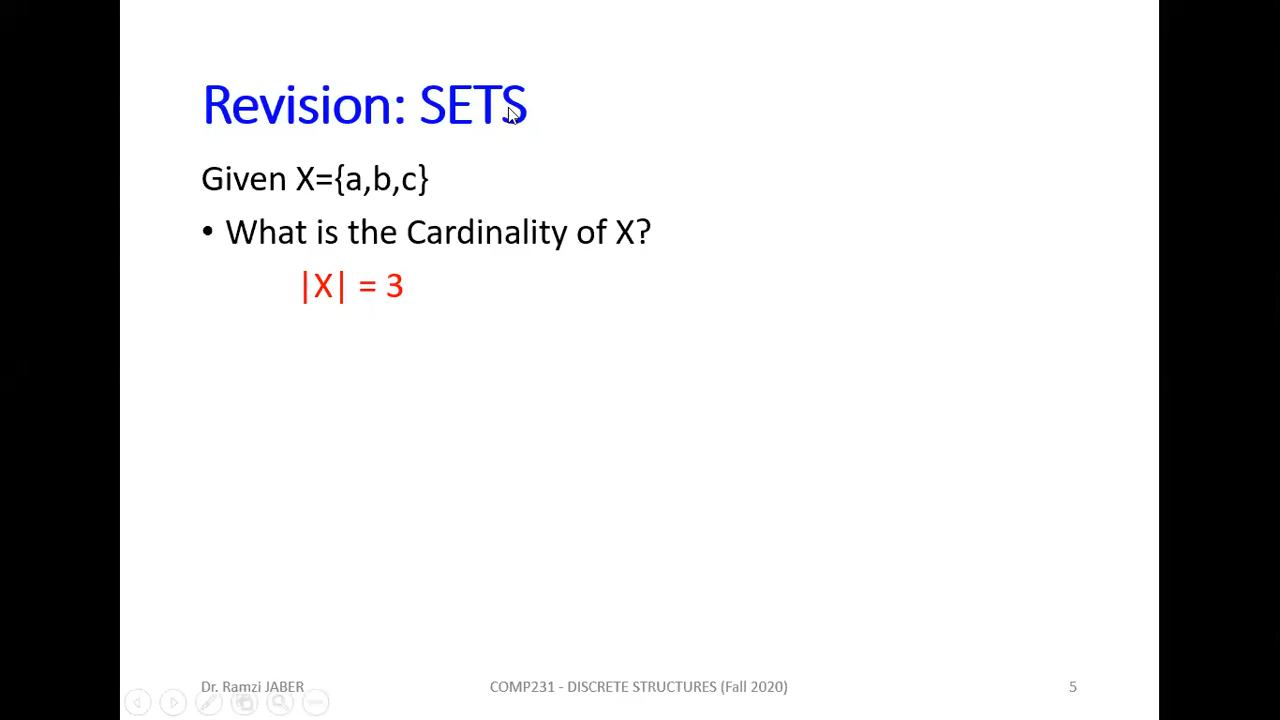 Revision: SETS
Given X={a,b,c}
• What is the Cardinality of X?
|X| = 3
Dr. Ramzi JABER
COMP231 - DISCRETE STRUCTURES (Fall 2020)
5